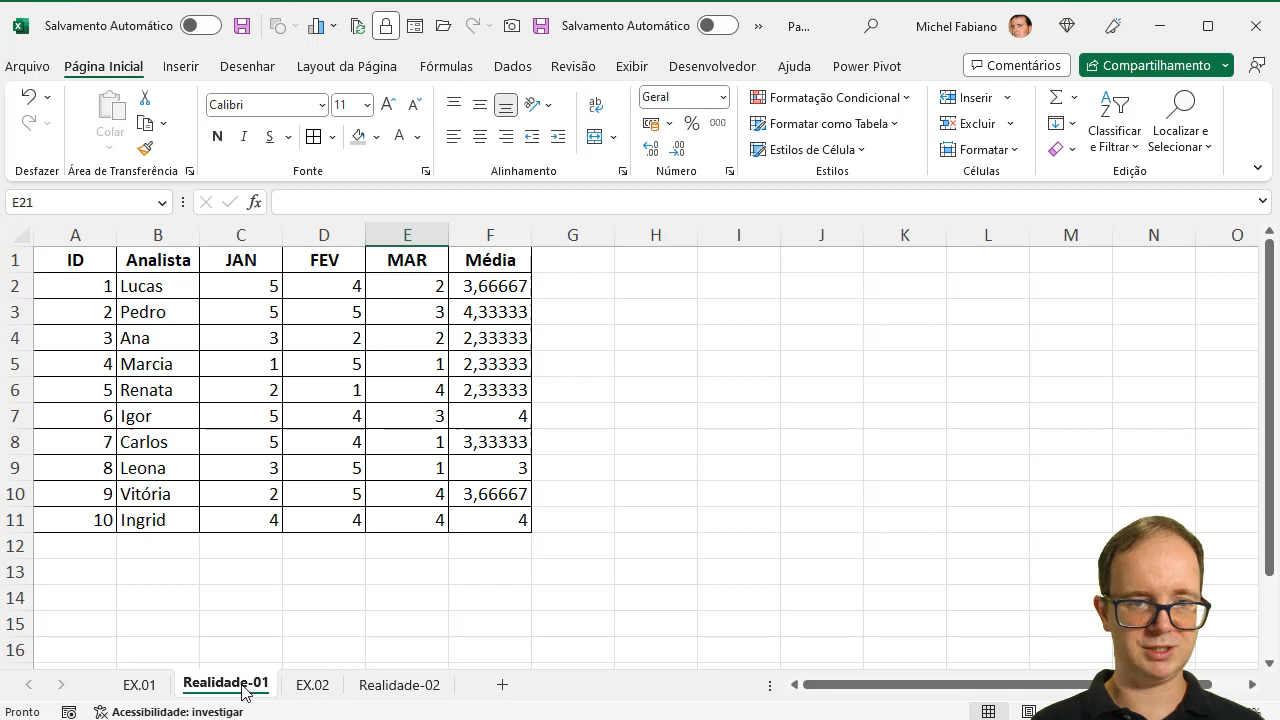 Salvamento Automático Salvamento Automático » Pa... Michel Fabiano
Arquivo Página Inicial Inserir Desenhar Layout da Página Fórmulas Dados Revisão Exibir Desenvolvedor Ajuda Power Pivot Comentários Compartilhamento
Colar
Calibri 11
N I S A
ab c
Geral
% 000
Formatação Condicional
Formatar como Tabela
Estilos de Célula
Inserir
Excluir
Formatar
Classificar e Filtrar
Localizar e Selecionar
Desfazer Área de Transferência Fonte Alinhamento Número Estilos Células Edição
E21 fx
A B C D E F G H I J K L M N O
1 ID Analista JAN FEV MAR Média
2 1 Lucas 5 4 2 3,66667
3 2 Pedro 5 5 3 4,33333
4 3 Ana 3 2 2 2,33333
5 4 Marcia 1 5 1 2,33333
6 5 Renata 2 1 4 2,33333
7 6 Igor 5 4 3 4
8 7 Carlos 5 4 1 3,33333
9 8 Leona 3 5 1 3
10 9 Vitória 2 5 4 3,66667
11 10 Ingrid 4 4 4 4
12
13
14
15
16
EX.01 Realidade-01 EX.02 Realidade-02
Pronto Acessibilidade: investigar